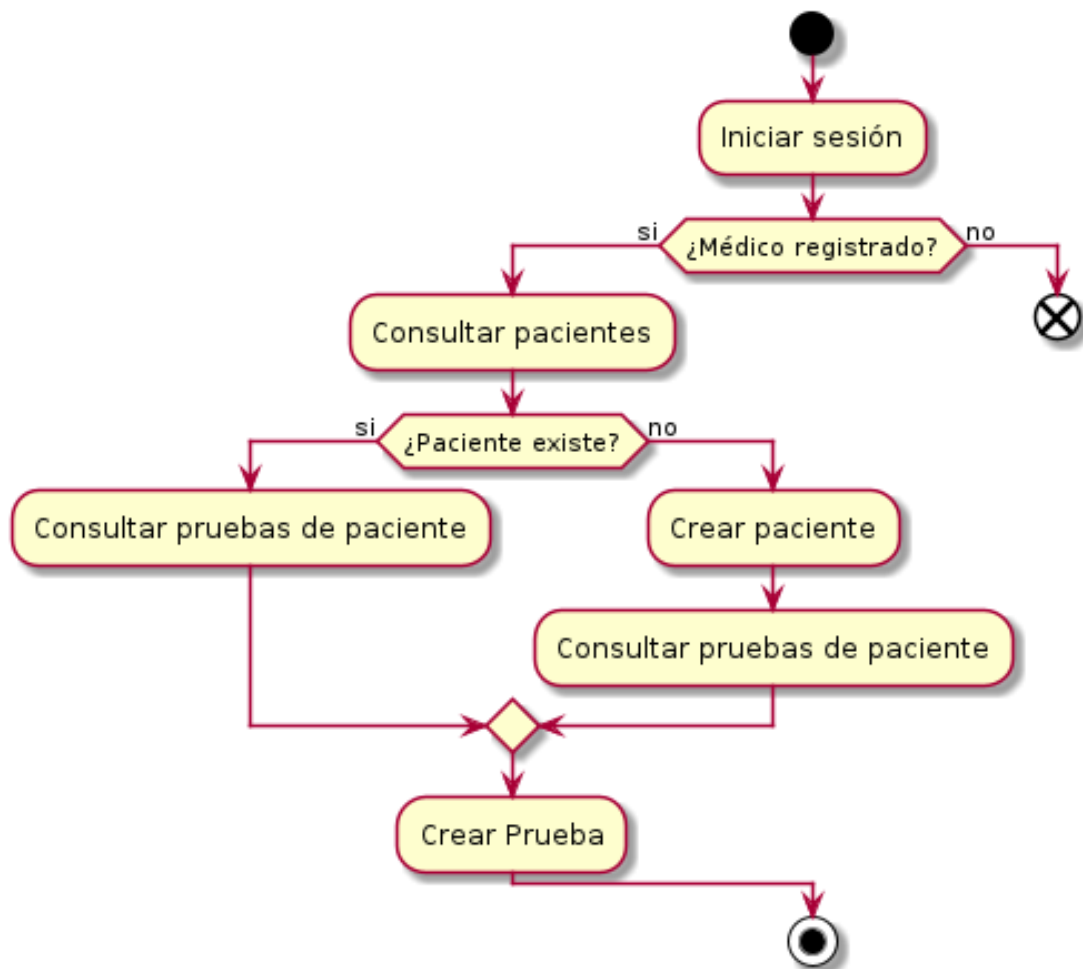 Iniciar sesión
si
¿Médico registrado?
no
Consultar pacientes
si
¿Paciente existe?
no
Consultar pruebas de paciente
Crear paciente
Consultar pruebas de paciente
Crear Prueba